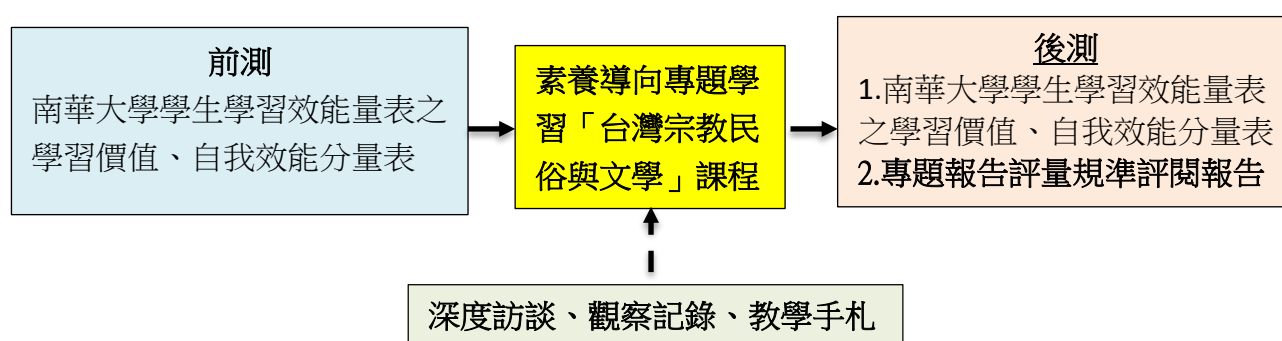 前測
南華大學學生學習效能量表之
學習價值、自我效能分量表
素養導向專題學
習「台灣宗教民
俗與文學」課程
後測
1.南華大學學生學習效能量表
之學習價值、自我效能分量表
2.專題報告評量規準評閱報告
深度訪談、觀察記錄、教學手札